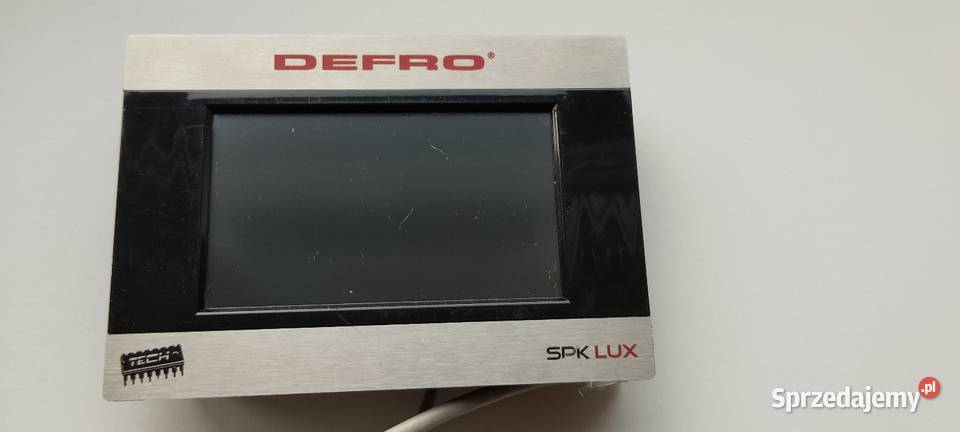 DEFRO®
TECH
SPK LUX
Sprzedajemy.pl